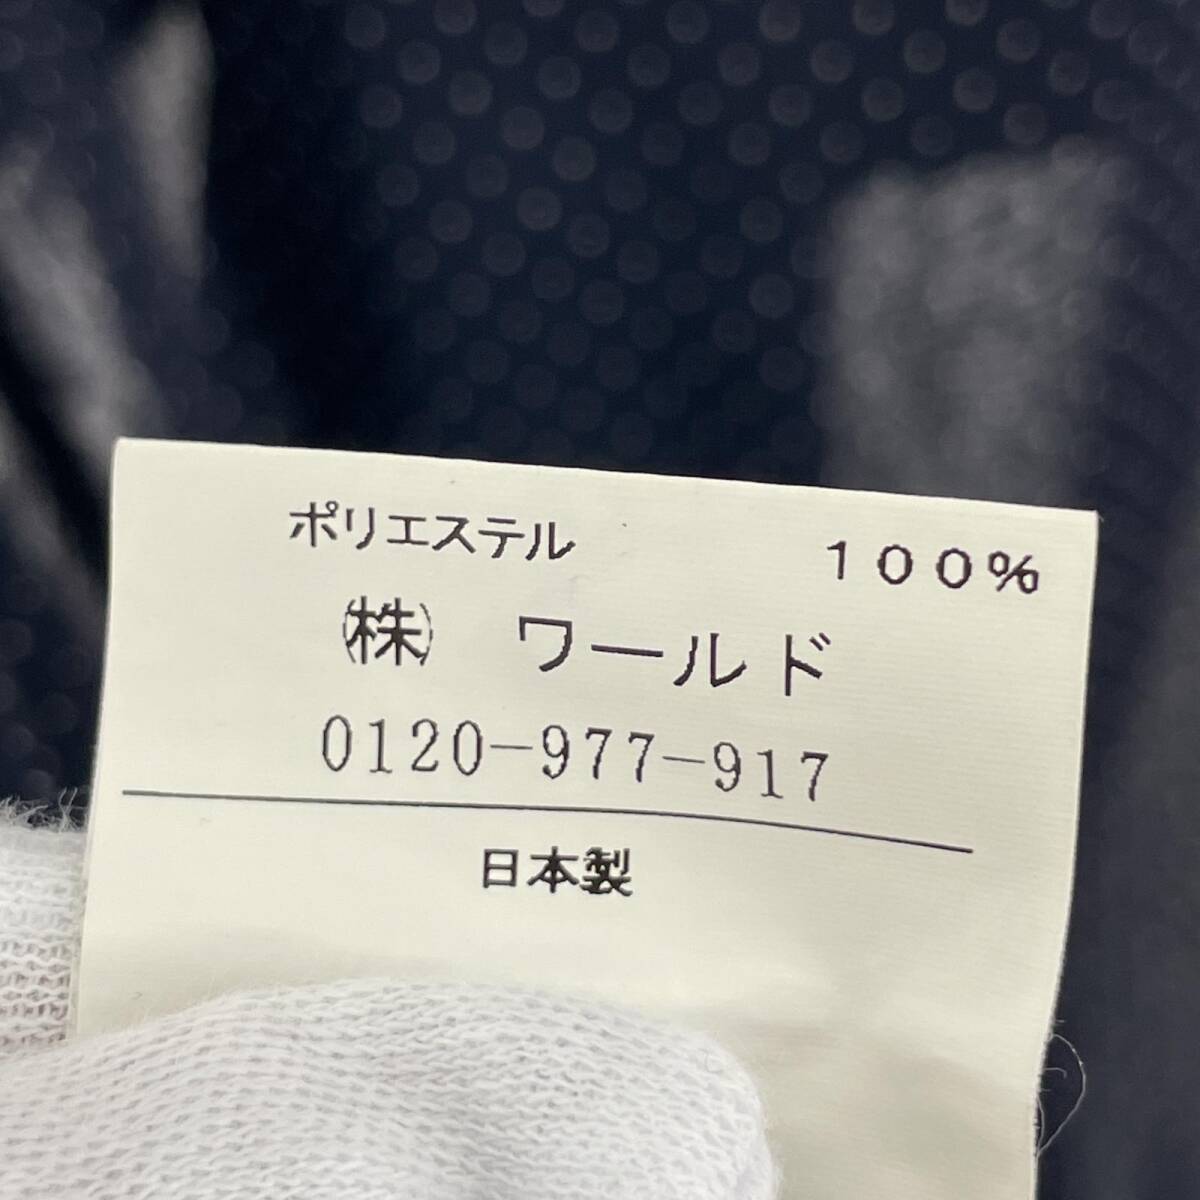 ポリエステル　１００％
㈱　ワールド
0120-977-917
日本製